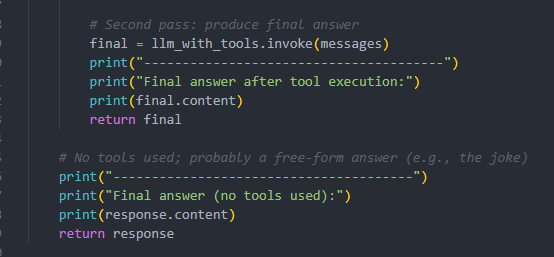 # Second pass: produce final answer
final = llm_with_tools.invoke(messages)
print("---------------------------------------")
print("Final answer after tool execution:")
print(final.content)
return final
# No tools used; probably a free-form answer (e.g., the joke)
print("---------------------------------------")
print("Final answer (no tools used):")
print(response.content)
return response